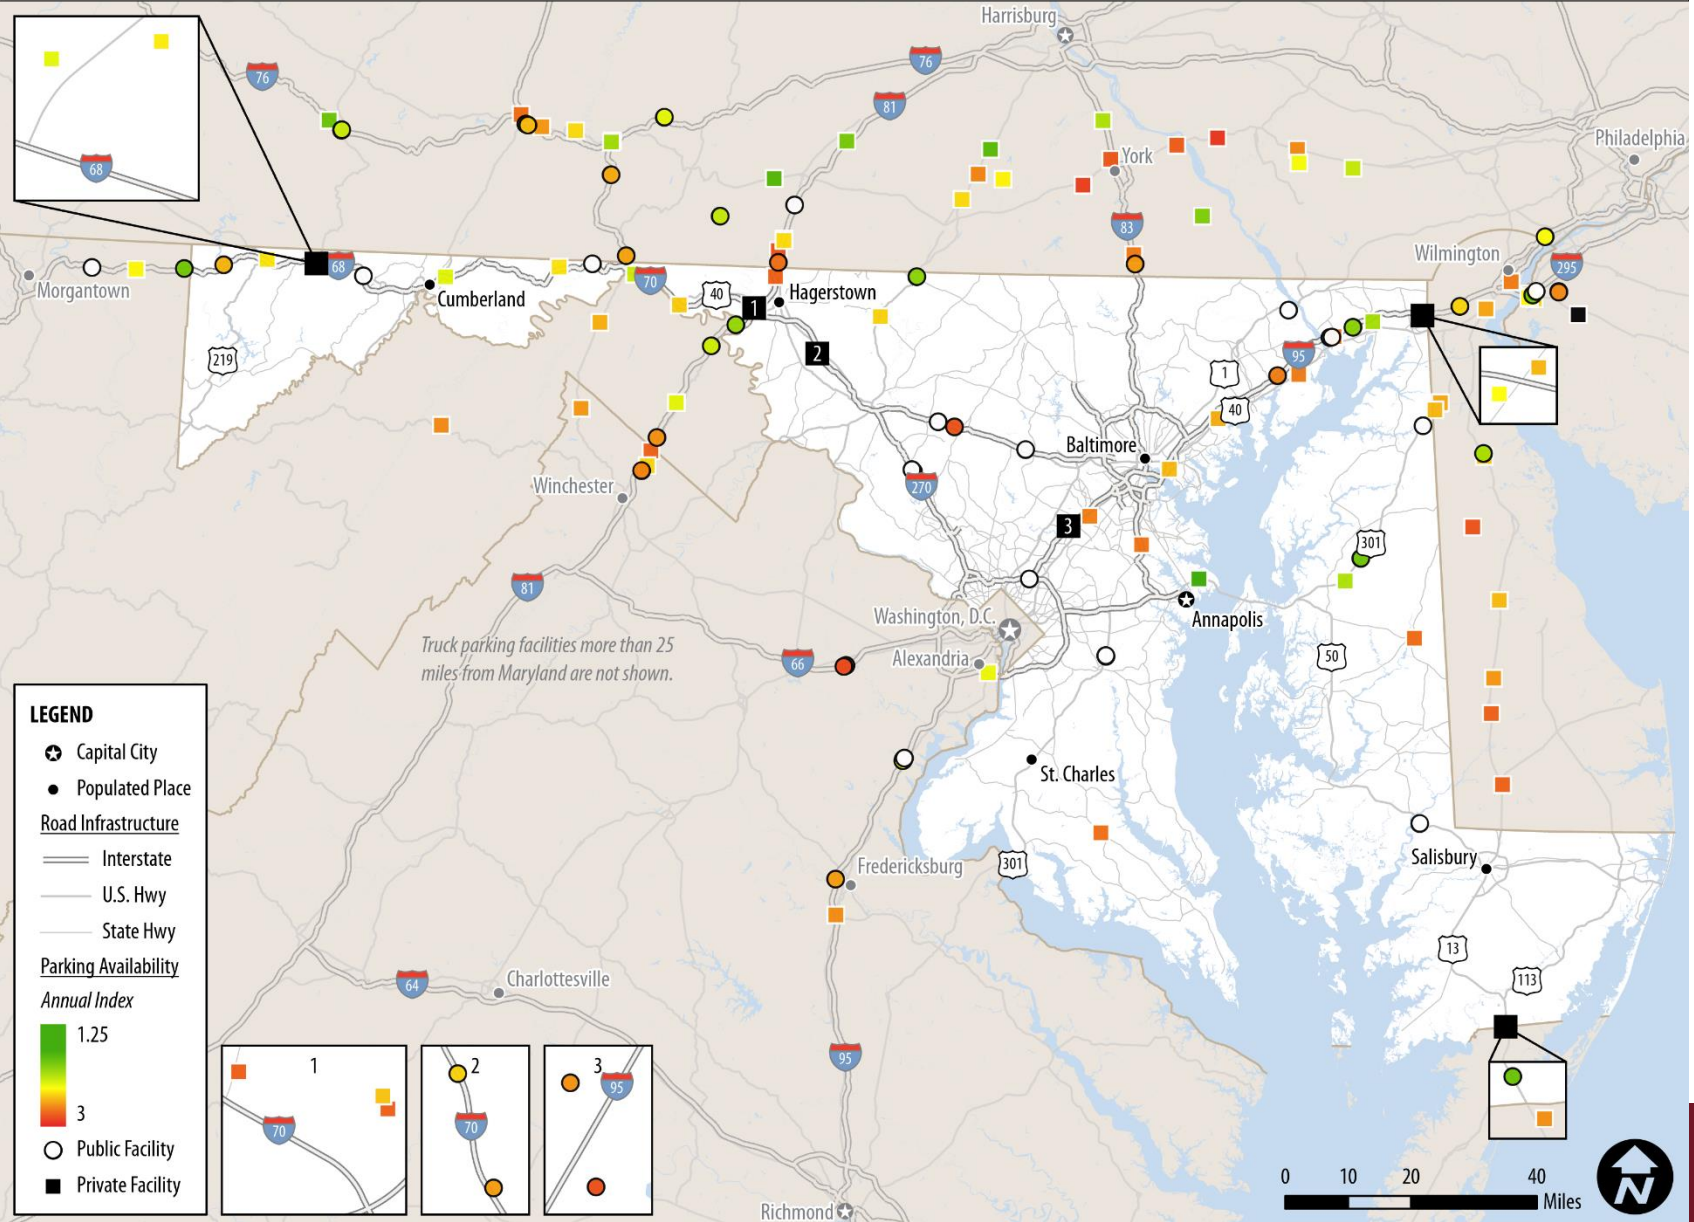 Harrisburg
76
76
81
Philadelphia
68
York
83
Wilmington
295
Morgantown
68
Cumberland
70
40
1
Hagerstown
219
2
95
1
40
Baltimore
270
Winchester
3
301
81
Annapolis
Washington, D.C.
Truck parking facilities more than 25
miles from Maryland are not shown.
66
Alexandria
50
St. Charles
LEGEND
Capital City
Populated Place
Road Infrastructure
Interstate
U.S. Hwy
State Hwy
Parking Availability
Annual Index
1.25
3
Public Facility
Private Facility
Fredericksburg
301
Salisbury
13
113
64
Charlottesville
95
1
70
2
70
3
95
Richmond
0 10 20 40
Miles
N